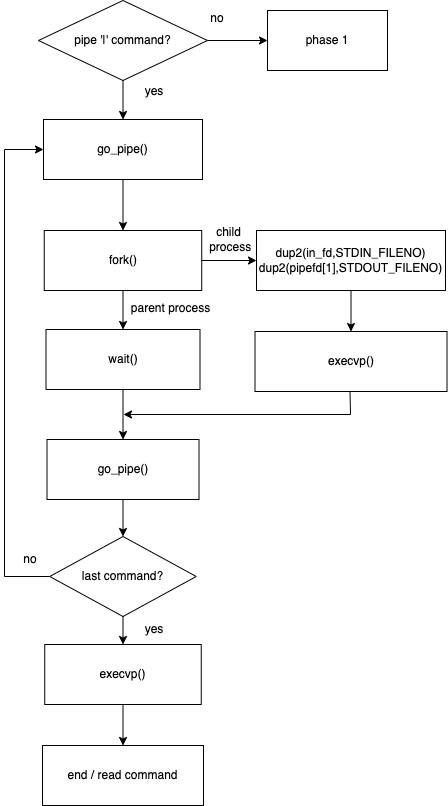 no
pipe '|' command?
phase 1
yes
go_pipe()
child
process
fork()
dup2(in_fd,STDIN_FILENO)
dup2(pipefd[1],STDOUT_FILENO)
parent process
wait()
execvp()
go_pipe()
no
last command?
yes
execvp()
end / read command